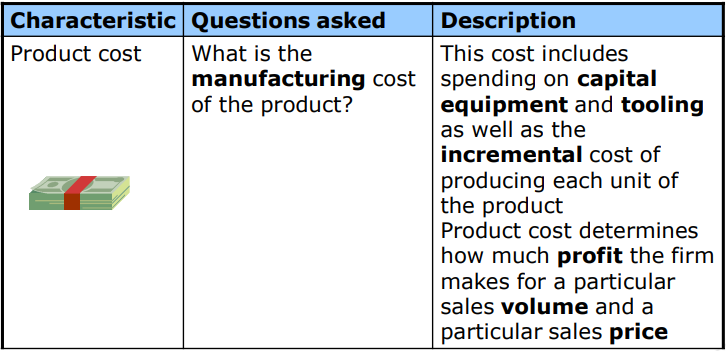 Characteristic Questions asked Description
Product cost
What is the
manufacturing cost
of the product?
This cost includes
spending on capital
equipment and tooling
as well as the
incremental cost of
producing each unit of
the product
Product cost determines
how much profit the firm
makes for a particular
sales volume and a
particular sales price